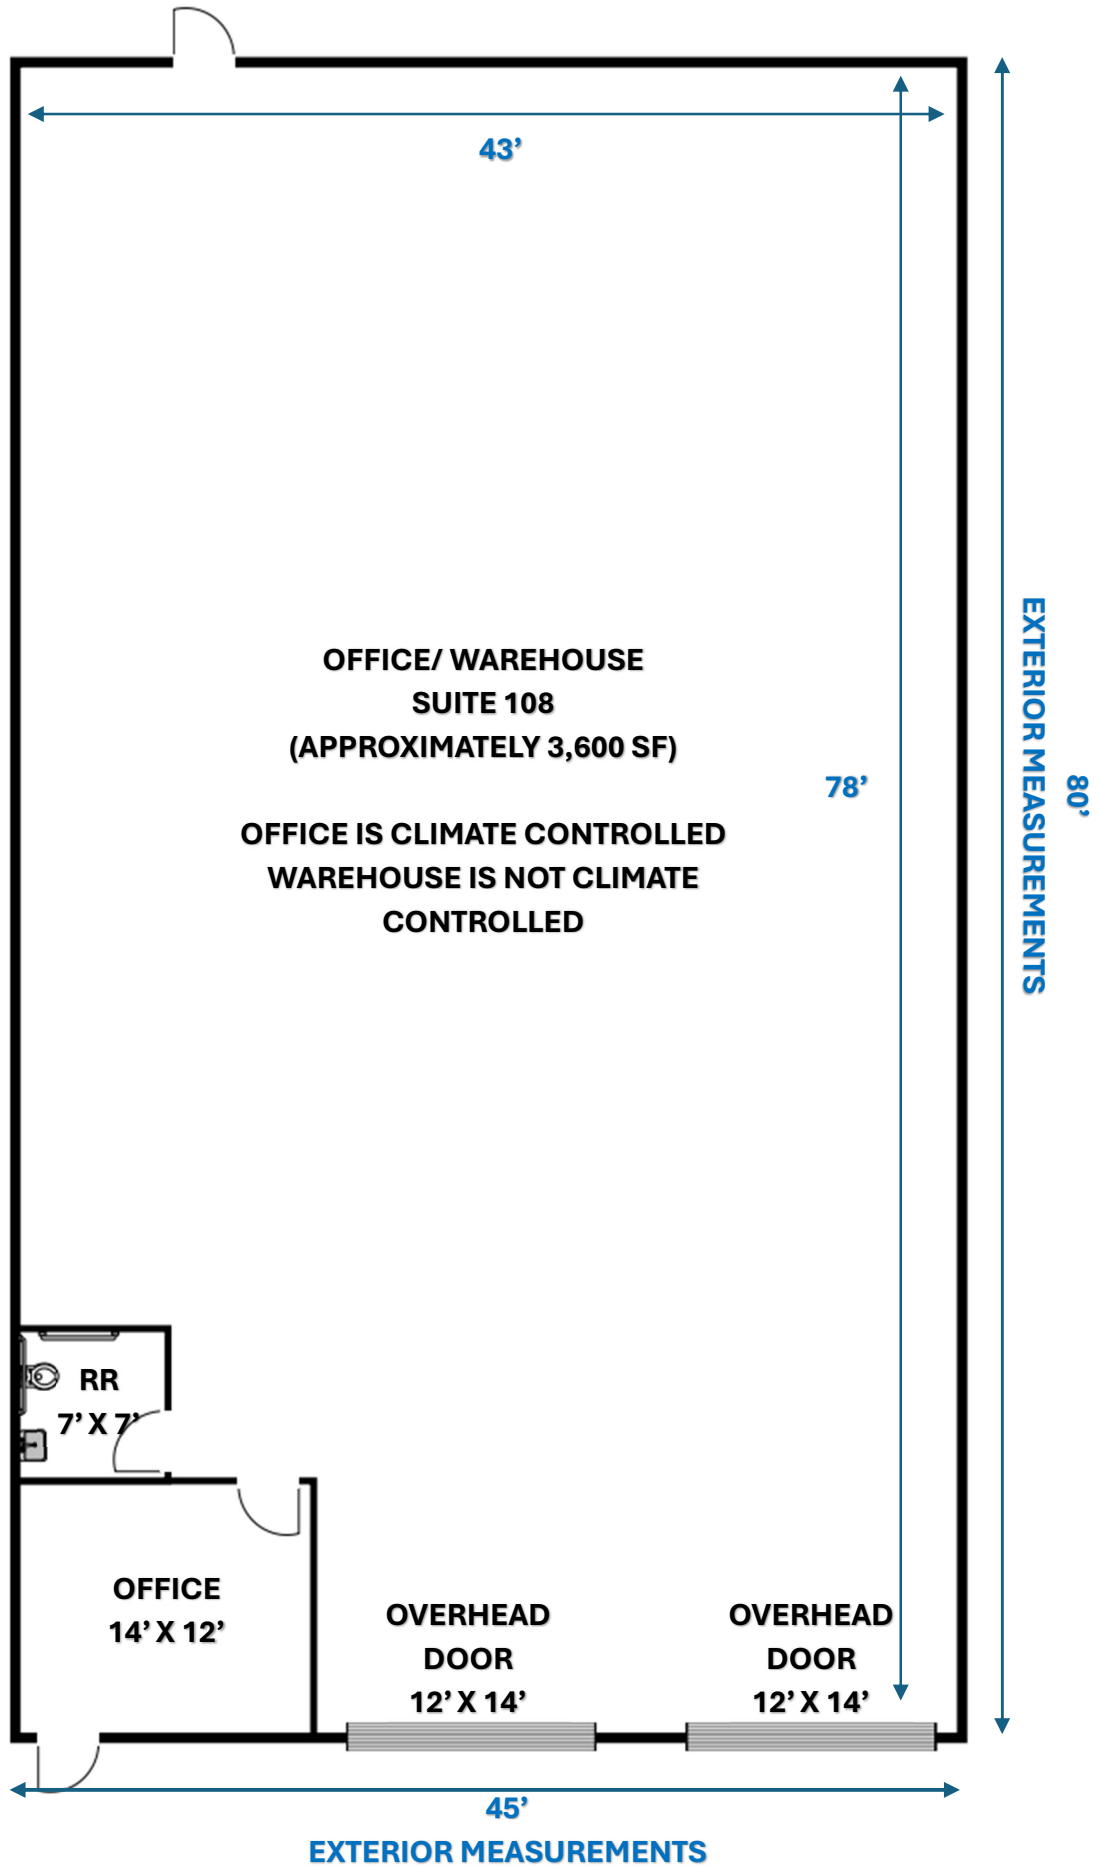 43’
OFFICE/ WAREHOUSE
SUITE 108
(APPROXIMATELY 3,600 SF)
OFFICE IS CLIMATE CONTROLLED
WAREHOUSE IS NOT CLIMATE
CONTROLLED
78’
EXTERIOR MEASUREMENTS
80’
RR
7’ X 7’
OFFICE
14’ X 12’
OVERHEAD
DOOR
12’ X 14’
OVERHEAD
DOOR
12’ X 14’
45’
EXTERIOR MEASUREMENTS